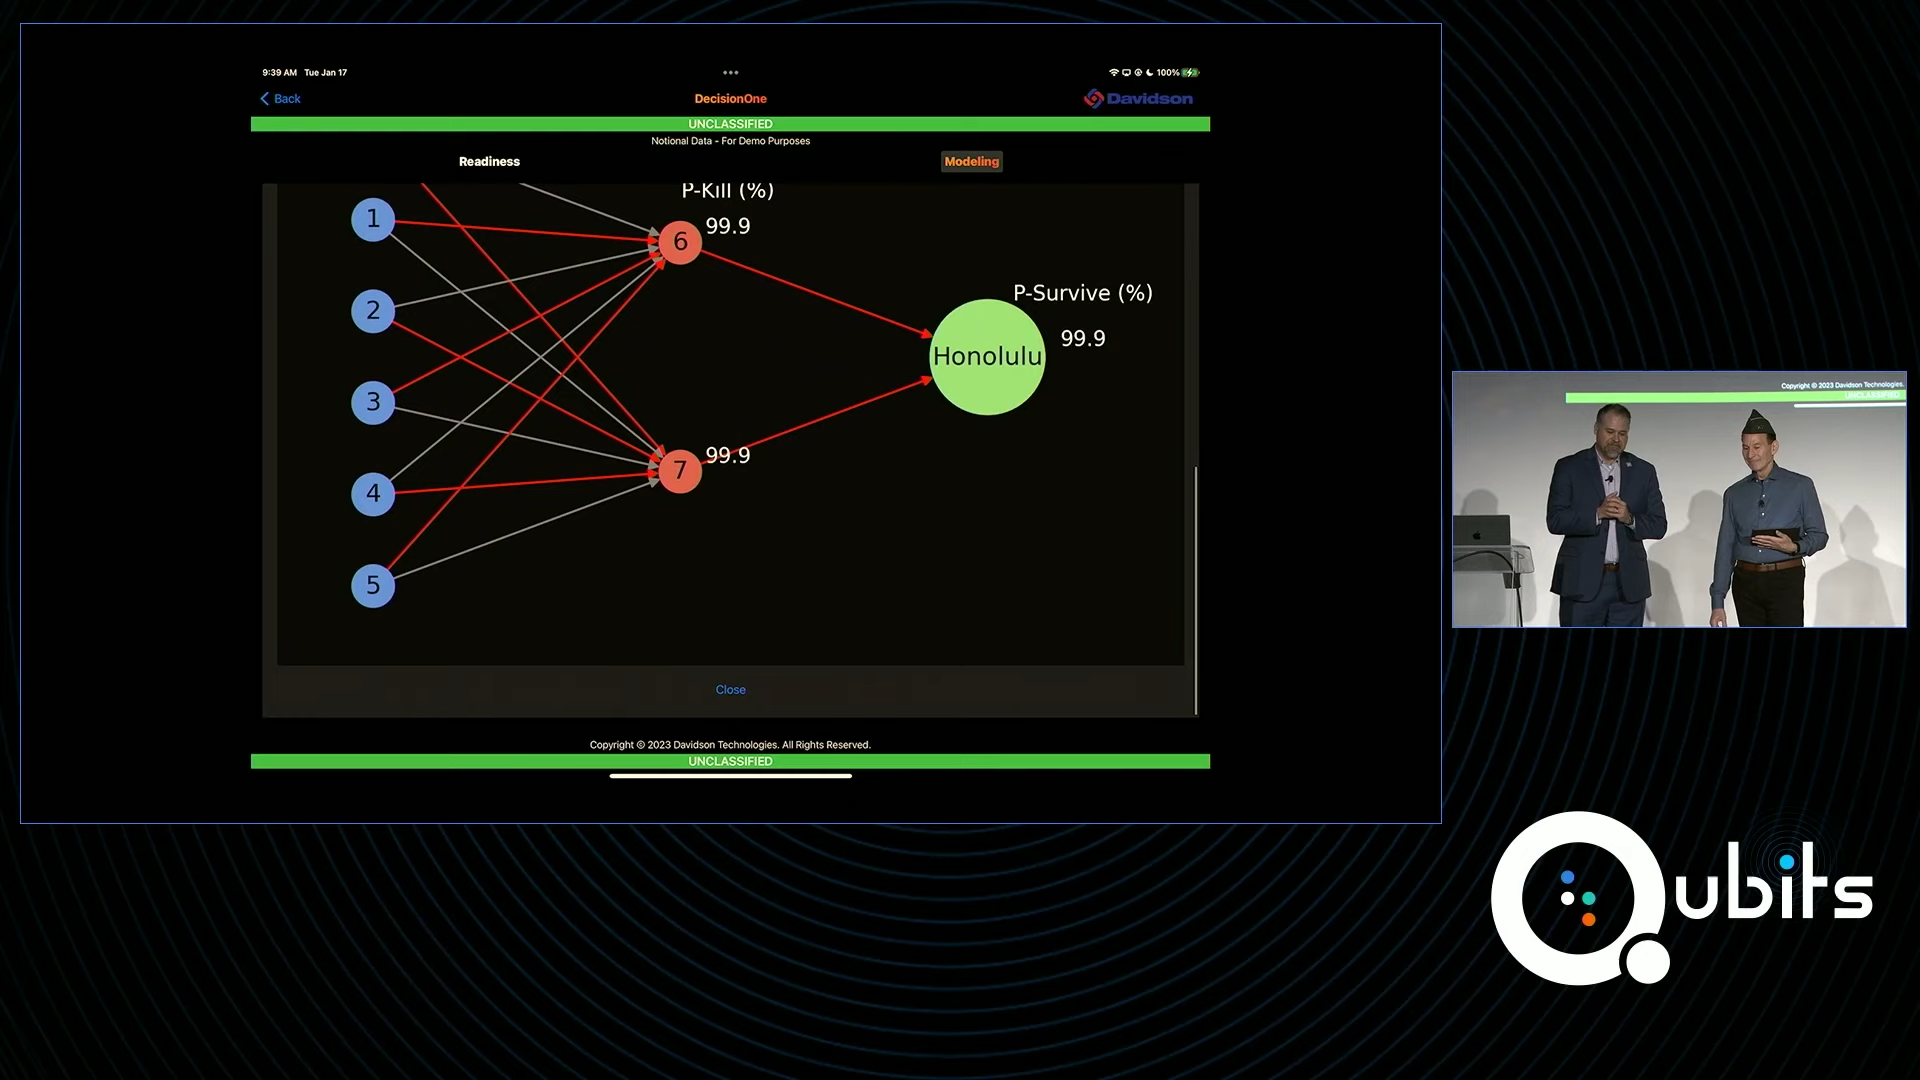 9:39 AM Tue Jan 17
100%
Back
DecisionOne
Davidson
UNCLASSIFIED
Notional Data - For Demo Purposes
Readiness
Modeling
P-Kill (%)
1
99.9
6
P-Survive (%)
2
99.9
Honolulu
3
99.9
7
4
5
Close
Copyright © 2023 Davidson Technologies. All Rights Reserved.
UNCLASSIFIED
Copyright © 2023 Davidson Technologies.
UNCLASSIFIED
Qubits